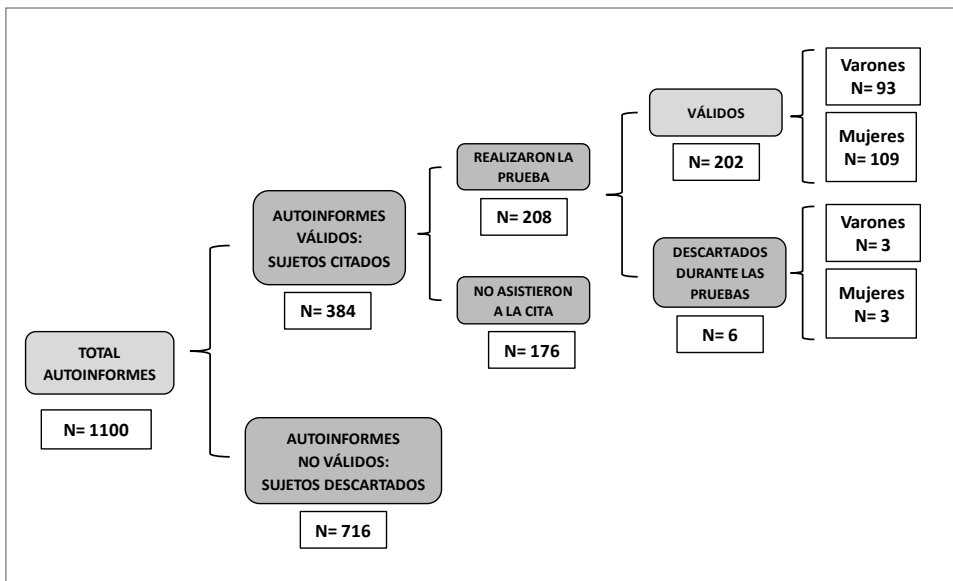 TOTAL
AUTOINFORMES
N= 1100
AUTOINFORMES
VÁLIDOS:
SUJETOS CITADOS
N= 384
AUTOINFORMES
NO VÁLIDOS:
SUJETOS DESCARTADOS
N= 716
REALIZARON LA
PRUEBA
N= 208
NO ASISTIERON
A LA CITA
N= 176
VÁLIDOS
N= 202
DESCARTADOS
DURANTE LAS
PRUEBAS
N= 6
Varones
N= 93
Mujeres
N= 109
Varones
N= 3
Mujeres
N= 3